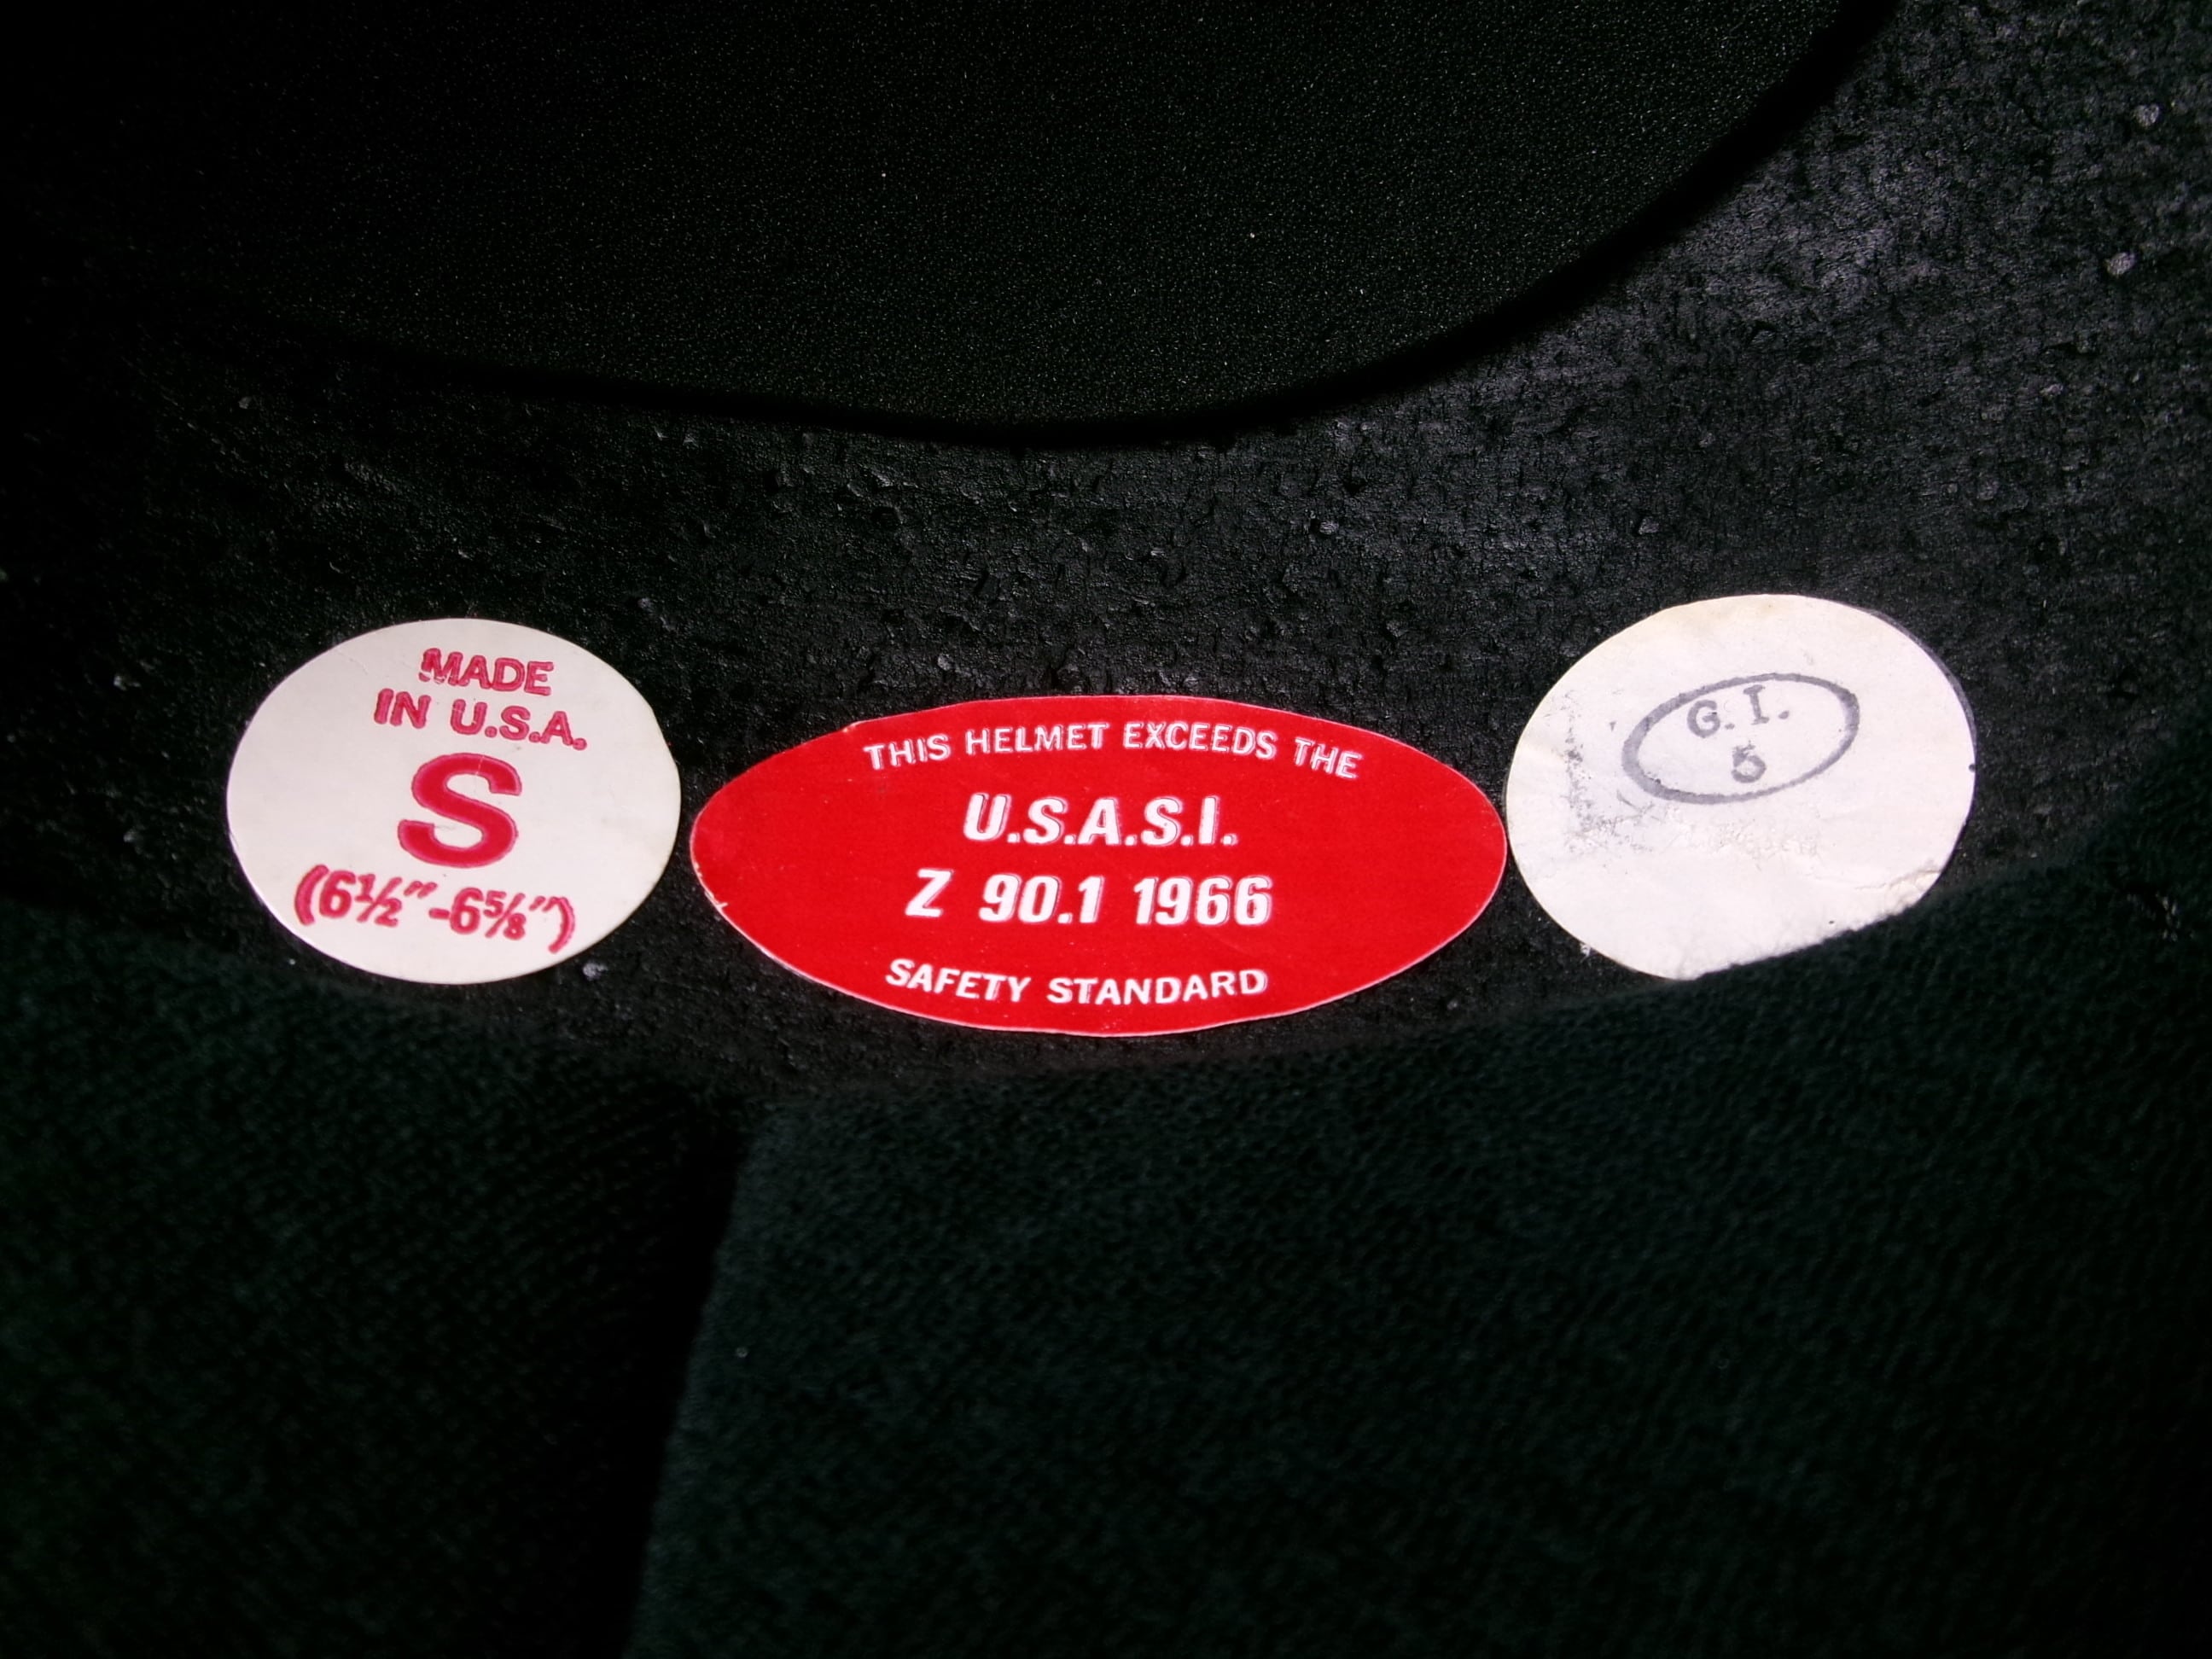 MADE
IN U.S.A.
S
(6½"-6⅝")
THIS HELMET EXCEEDS THE
U.S.A.S.I.
Z 90.1 1966
SAFETY STANDARD
G. I.
5